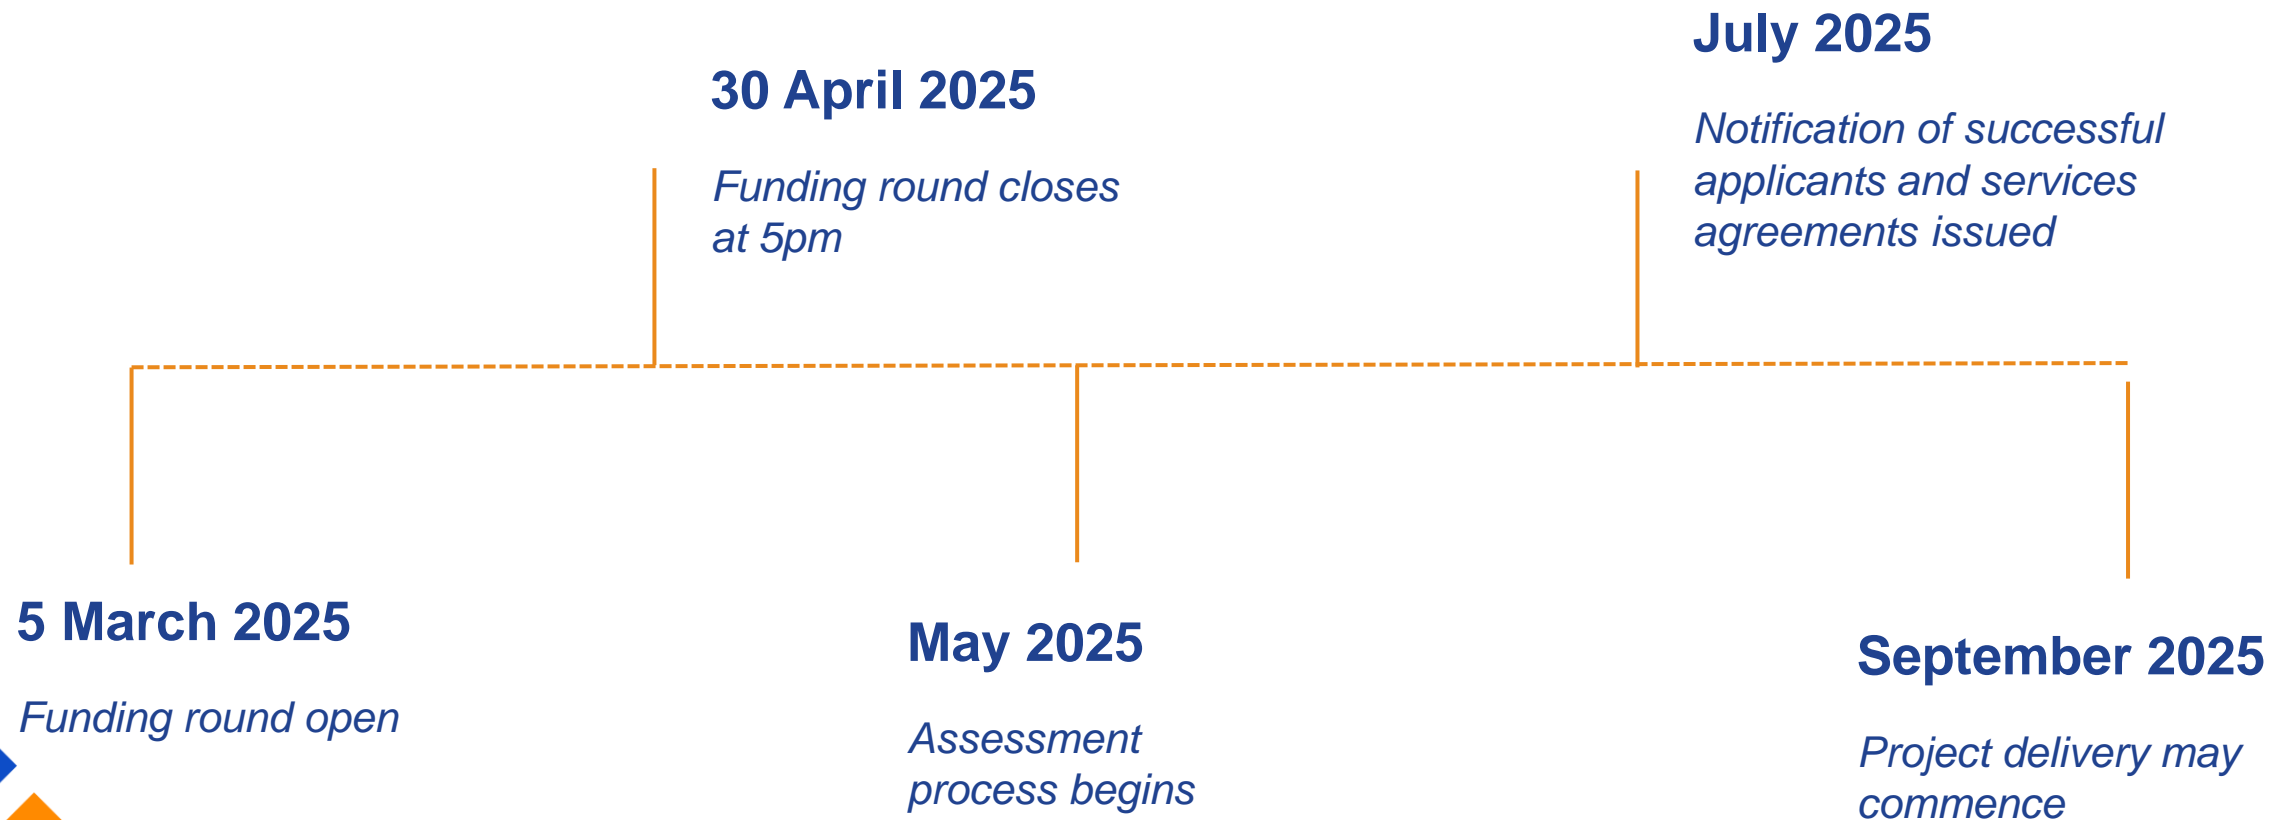 5 March 2025
Funding round open
30 April 2025
Funding round closes
at 5pm
May 2025
Assessment
process begins
July 2025
Notification of successful
applicants and services
agreements issued
September 2025
Project delivery may
commence